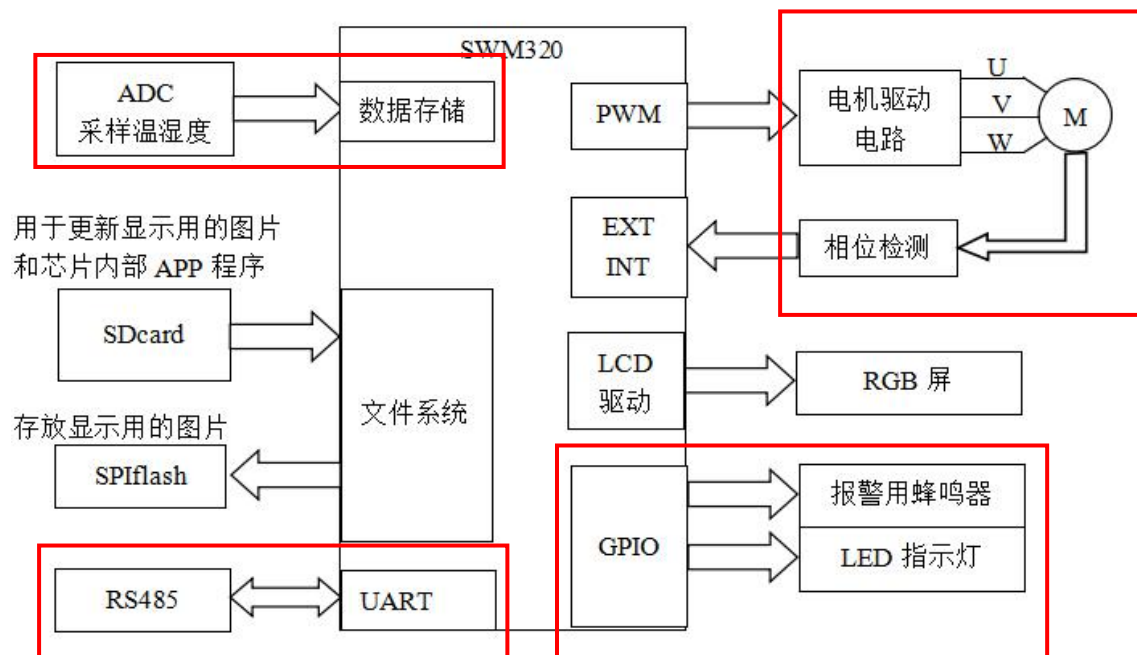 SWM320
ADC
采样温湿度
数据存储
PWM
电机驱动
电路
U
V
W
M
用于更新显示用的图片
和芯片内部 APP 程序
EXT
INT
相位检测
SDcard
LCD
驱动
RGB 屏
文件系统
存放显示用的图片
SPIflash
GPIO
报警用蜂鸣器
LED 指示灯
RS485
UART